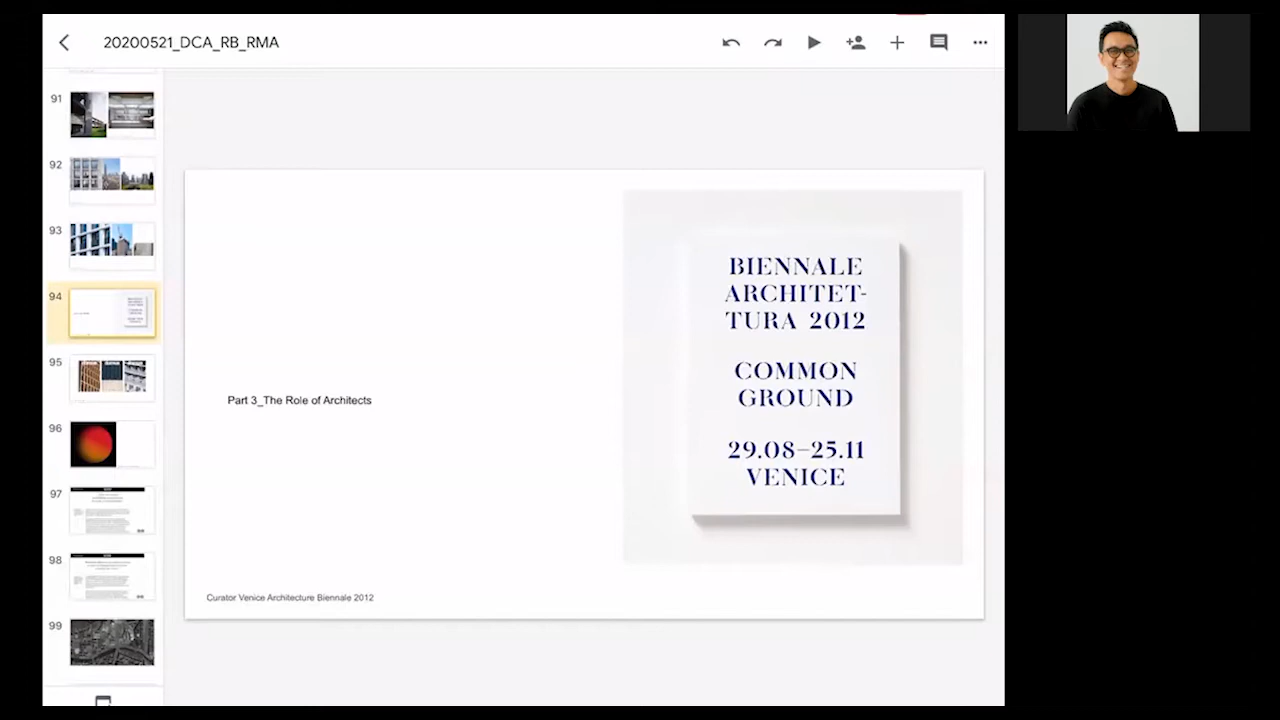 20200521_DCA_RB_RMA
91
92
93
94
95
96
97
98
99
BIENNALE
ARCHITET-
TURA 2012
COMMON
GROUND
29.08–25.11
VENICE
Part 3_The Role of Architects
Curator Venice Architecture Biennale 2012